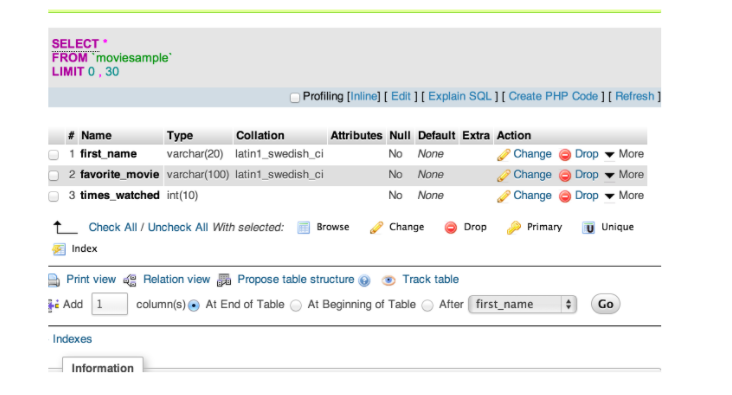 SELECT *
FROM `moviesample`
LIMIT 0 , 30
Profiling [Inline] [ Edit ] [ Explain SQL ] [ Create PHP Code ] [ Refresh ]
# Name Type Collation Attributes Null Default Extra Action
1 first_name varchar(20) latin1_swedish_ci No None Change Drop More
2 favorite_movie varchar(100) latin1_swedish_ci No None Change Drop More
3 times_watched int(10) No None Change Drop More
Check All / Uncheck All With selected: Browse Change Drop Primary U Unique
Index
Print view Relation view Propose table structure Track table
Add 1 column(s) At End of Table At Beginning of Table After first_name Go
Indexes
Information